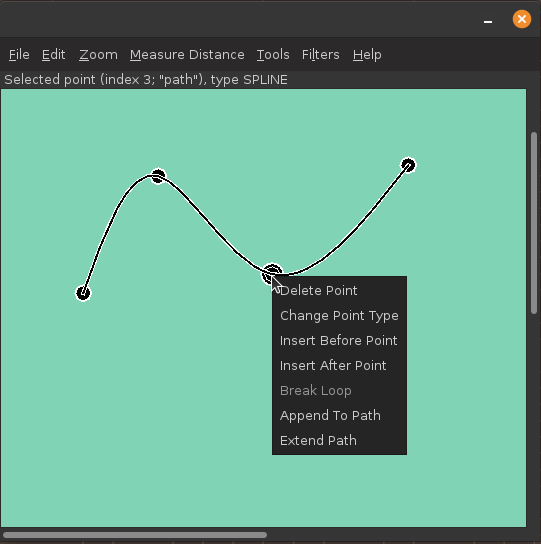 File Edit Zoom Measure Distance Tools Filters Help
Selected point (index 3; "path"), type SPLINE
Delete Point
Change Point Type
Insert Before Point
Insert After Point
Break Loop
Append To Path
Extend Path